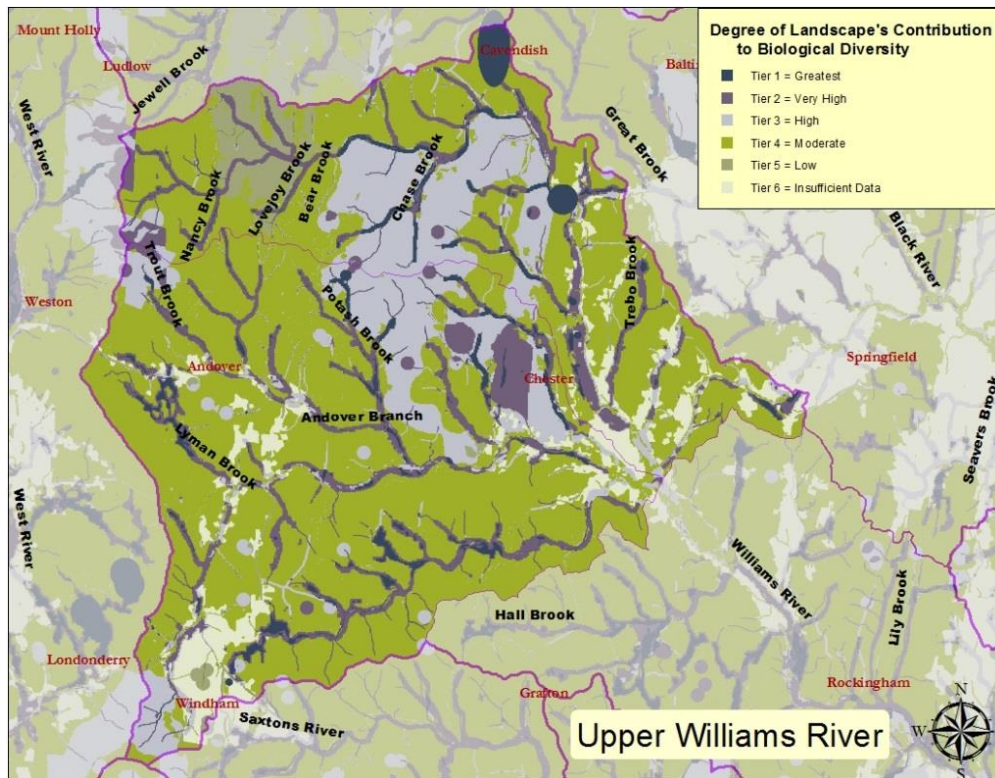 Mount Holly
Ludlow
Jewell Brook
Cavendish
Balti
Degree of Landscape's Contribution
to Biological Diversity
Tier 1 = Greatest
Tier 2 = Very High
Tier 3 = High
Tier 4 = Moderate
Tier 5 = Low
Tier 6 = Insufficient Data
West River
Great Brook
Nancy Brook
Lovejoy Brook
Bear Brook
Chase Brook
Black River
Trout Brook
Trebo Brook
Weston
Potash Brook
Springfield
Andover
Chester
Andover Branch
Lyman Brook
Seavers Brook
West River
Williams River
Hall Brook
Lily Brook
Londonderry
Rockingham
Grafton
Windham
Saxtons River
Upper Williams River
N
W
E
S